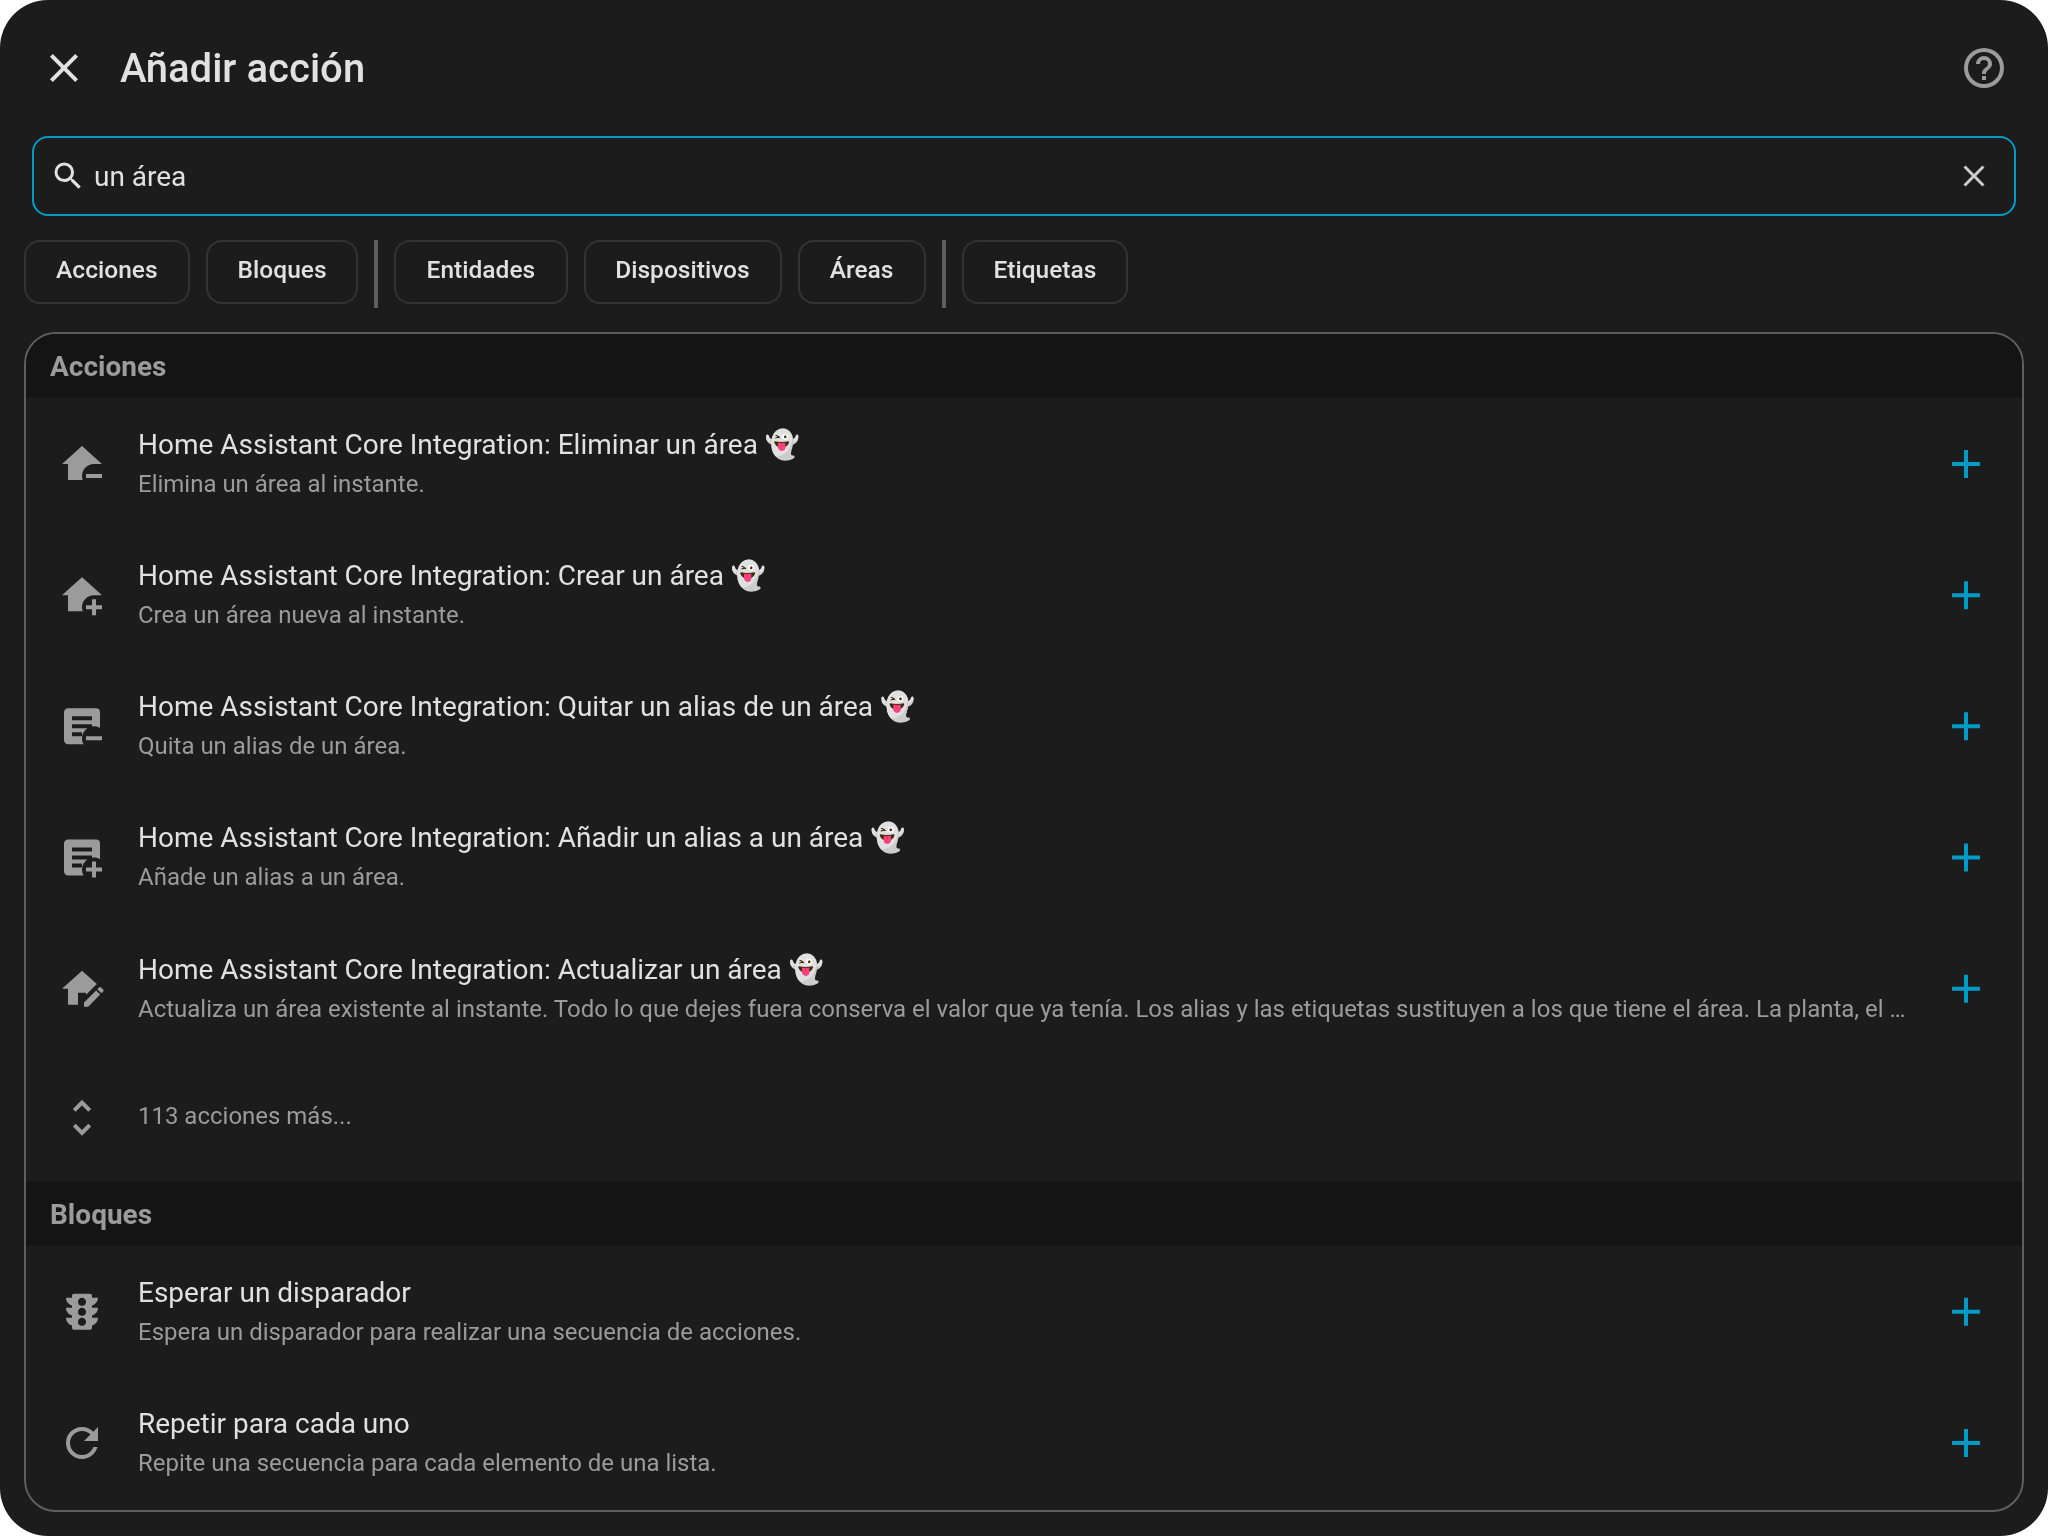 Añadir acción
un área
Acciones
Bloques
Entidades
Dispositivos
Áreas
Etiquetas
Acciones
Home Assistant Core Integration: Eliminar un área 👻
Elimina un área al instante.
Home Assistant Core Integration: Crear un área 👻
Crea un área nueva al instante.
Home Assistant Core Integration: Quitar un alias de un área 👻
Quita un alias de un área.
Home Assistant Core Integration: Añadir un alias a un área 👻
Añade un alias a un área.
Home Assistant Core Integration: Actualizar un área 👻
Actualiza un área existente al instante. Todo lo que dejes fuera conserva el valor que ya tenía. Los alias y las etiquetas sustituyen a los que tiene el área. La planta, el ...
113 acciones más...
Bloques
Esperar un disparador
Espera un disparador para realizar una secuencia de acciones.
Repetir para cada uno
Repite una secuencia para cada elemento de una lista.